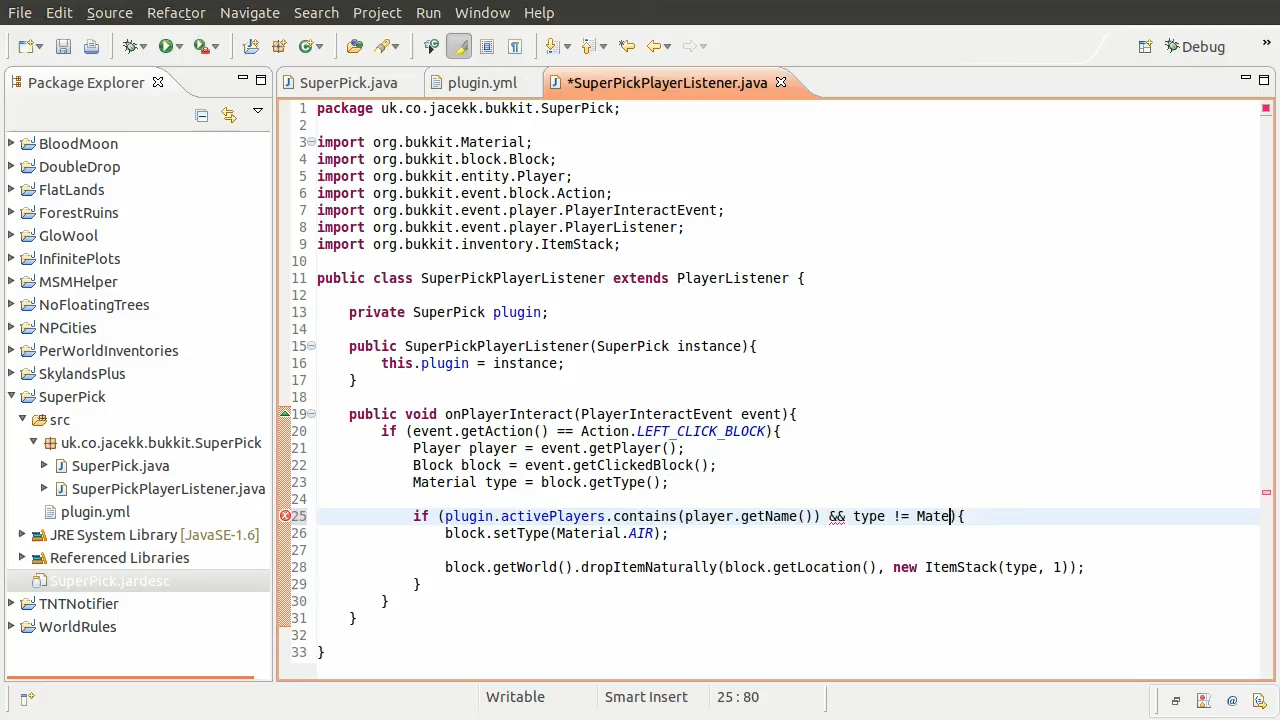 File Edit Source Refactor Navigate Search Project Run Window Help
Debug »
Package Explorer
SuperPick.java plugin.yml *SuperPickPlayerListener.java
BloodMoon
DoubleDrop
FlatLands
ForestRuins
GloWool
InfinitePlots
MSMHelper
NoFloatingTrees
NPCities
PerWorldInventories
SkylandsPlus
SuperPick
src
uk.co.jacekk.bukkit.SuperPick
SuperPick.java
SuperPickPlayerListener.java
plugin.yml
JRE System Library [JavaSE-1.6]
Referenced Libraries
SuperPick.jardesc
TNTNotifier
WorldRules
1 package uk.co.jacekk.bukkit.SuperPick;
2
3 import org.bukkit.Material;
4 import org.bukkit.block.Block;
5 import org.bukkit.entity.Player;
6 import org.bukkit.event.block.Action;
7 import org.bukkit.event.player.PlayerInteractEvent;
8 import org.bukkit.event.player.PlayerListener;
9 import org.bukkit.inventory.ItemStack;
10
11 public class SuperPickPlayerListener extends PlayerListener {
12
13 private SuperPick plugin;
14
15 public SuperPickPlayerListener(SuperPick instance){
16 this.plugin = instance;
17 }
18
19 public void onPlayerInteract(PlayerInteractEvent event){
20 if (event.getAction() == Action.LEFT_CLICK_BLOCK){
21 Player player = event.getPlayer();
22 Block block = event.getClickedBlock();
23 Material type = block.getType();
24
25 if (plugin.activePlayers.contains(player.getName()) && type != Mate){
26 block.setType(Material.AIR);
27
28 block.getWorld().dropItemNaturally(block.getLocation(), new ItemStack(type, 1));
29 }
30 }
31 }
32
33 }
Writable Smart Insert 25:80